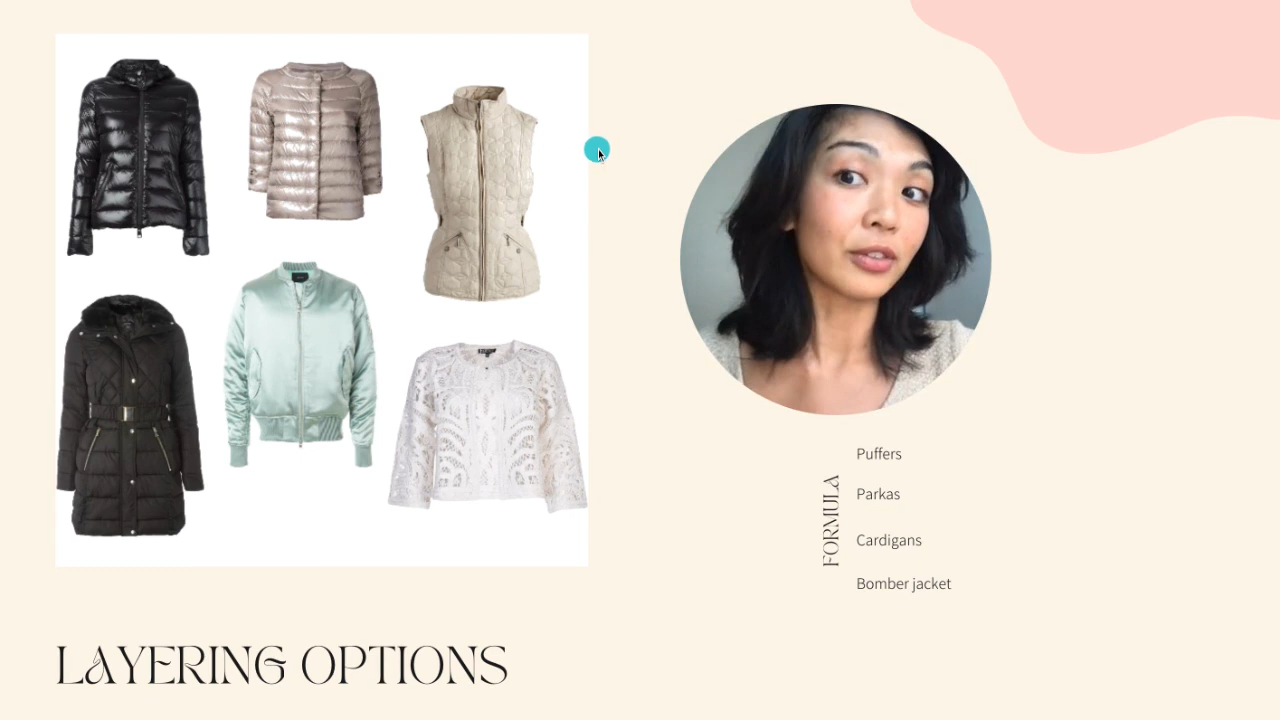 Puffers
FORMULA
Parkas
Cardigans
Bomber jacket
LAYERING OPTIONS